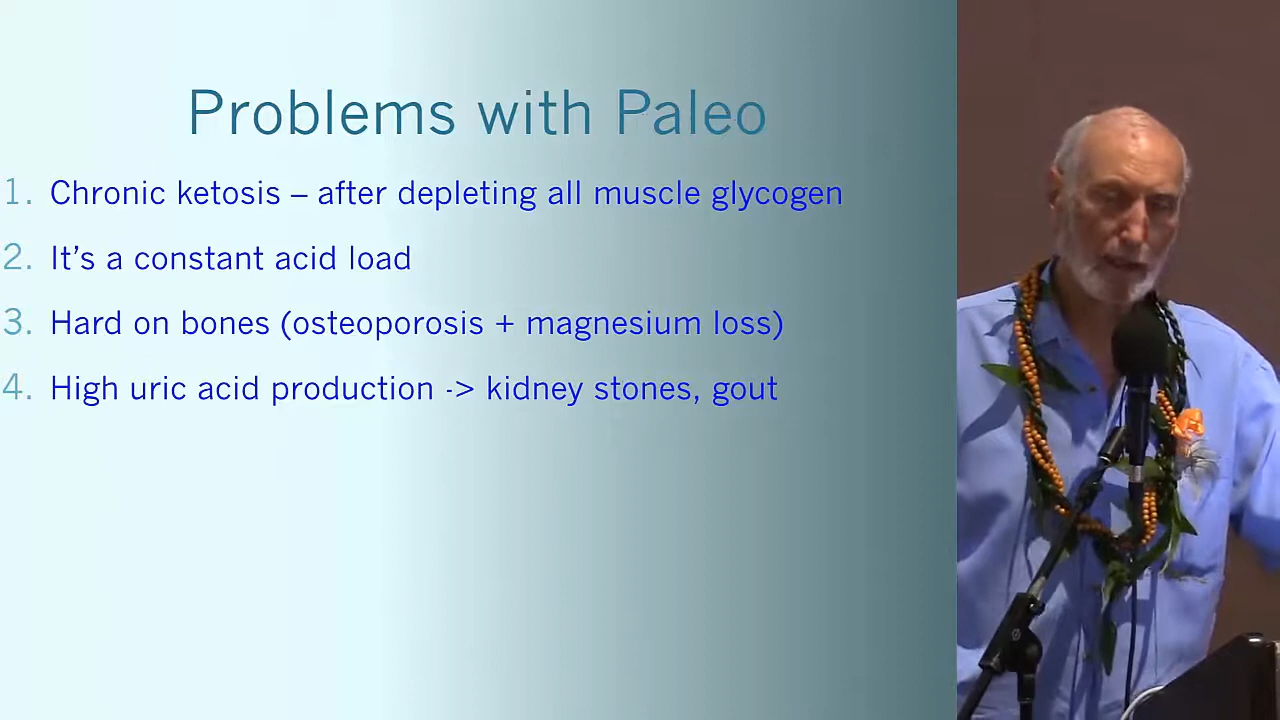 Problems with Paleo
1. Chronic ketosis – after depleting all muscle glycogen
2. It’s a constant acid load
3. Hard on bones (osteoporosis + magnesium loss)
4. High uric acid production -> kidney stones, gout